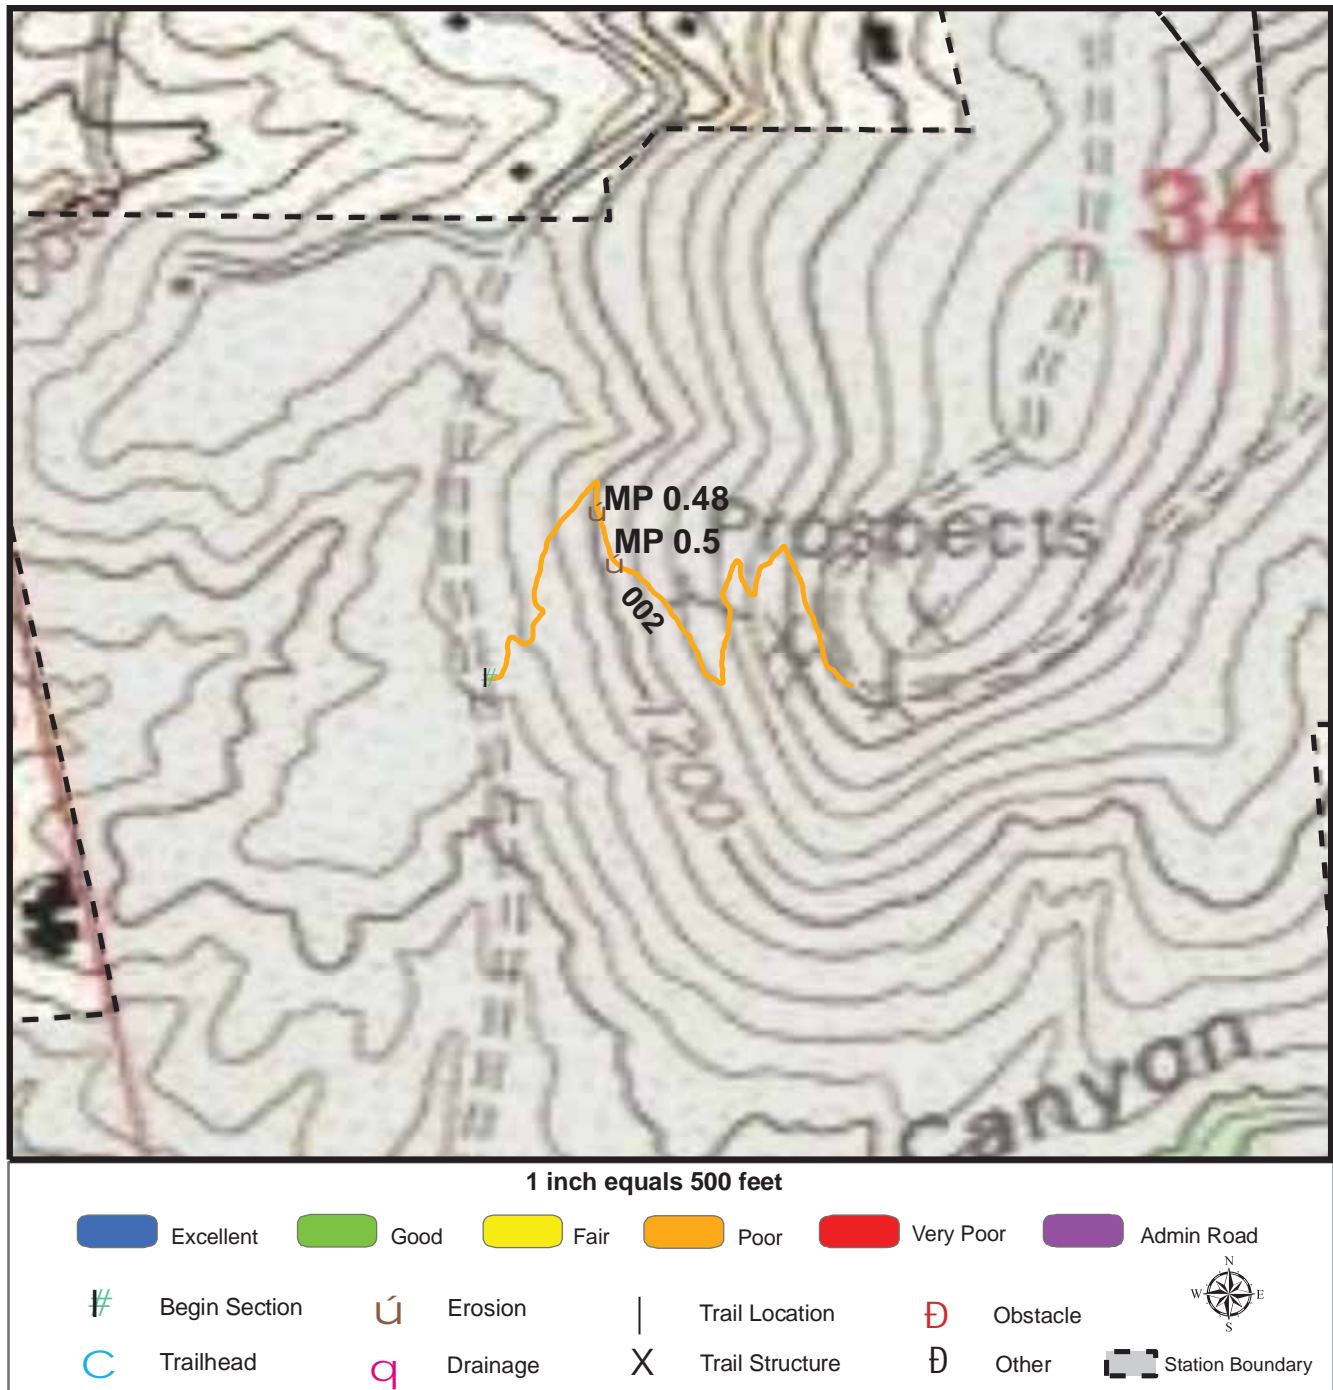 34
MP 0.48
Prospects
MP 0.5
002
7200
Canyon
1 inch equals 500 feet
Excellent Good Fair Poor Very Poor Admin Road
N
W E
S
# Begin Section ú Erosion | Trail Location Đ Obstacle
C Trailhead q Drainage X Trail Structure Đ Other Station Boundary